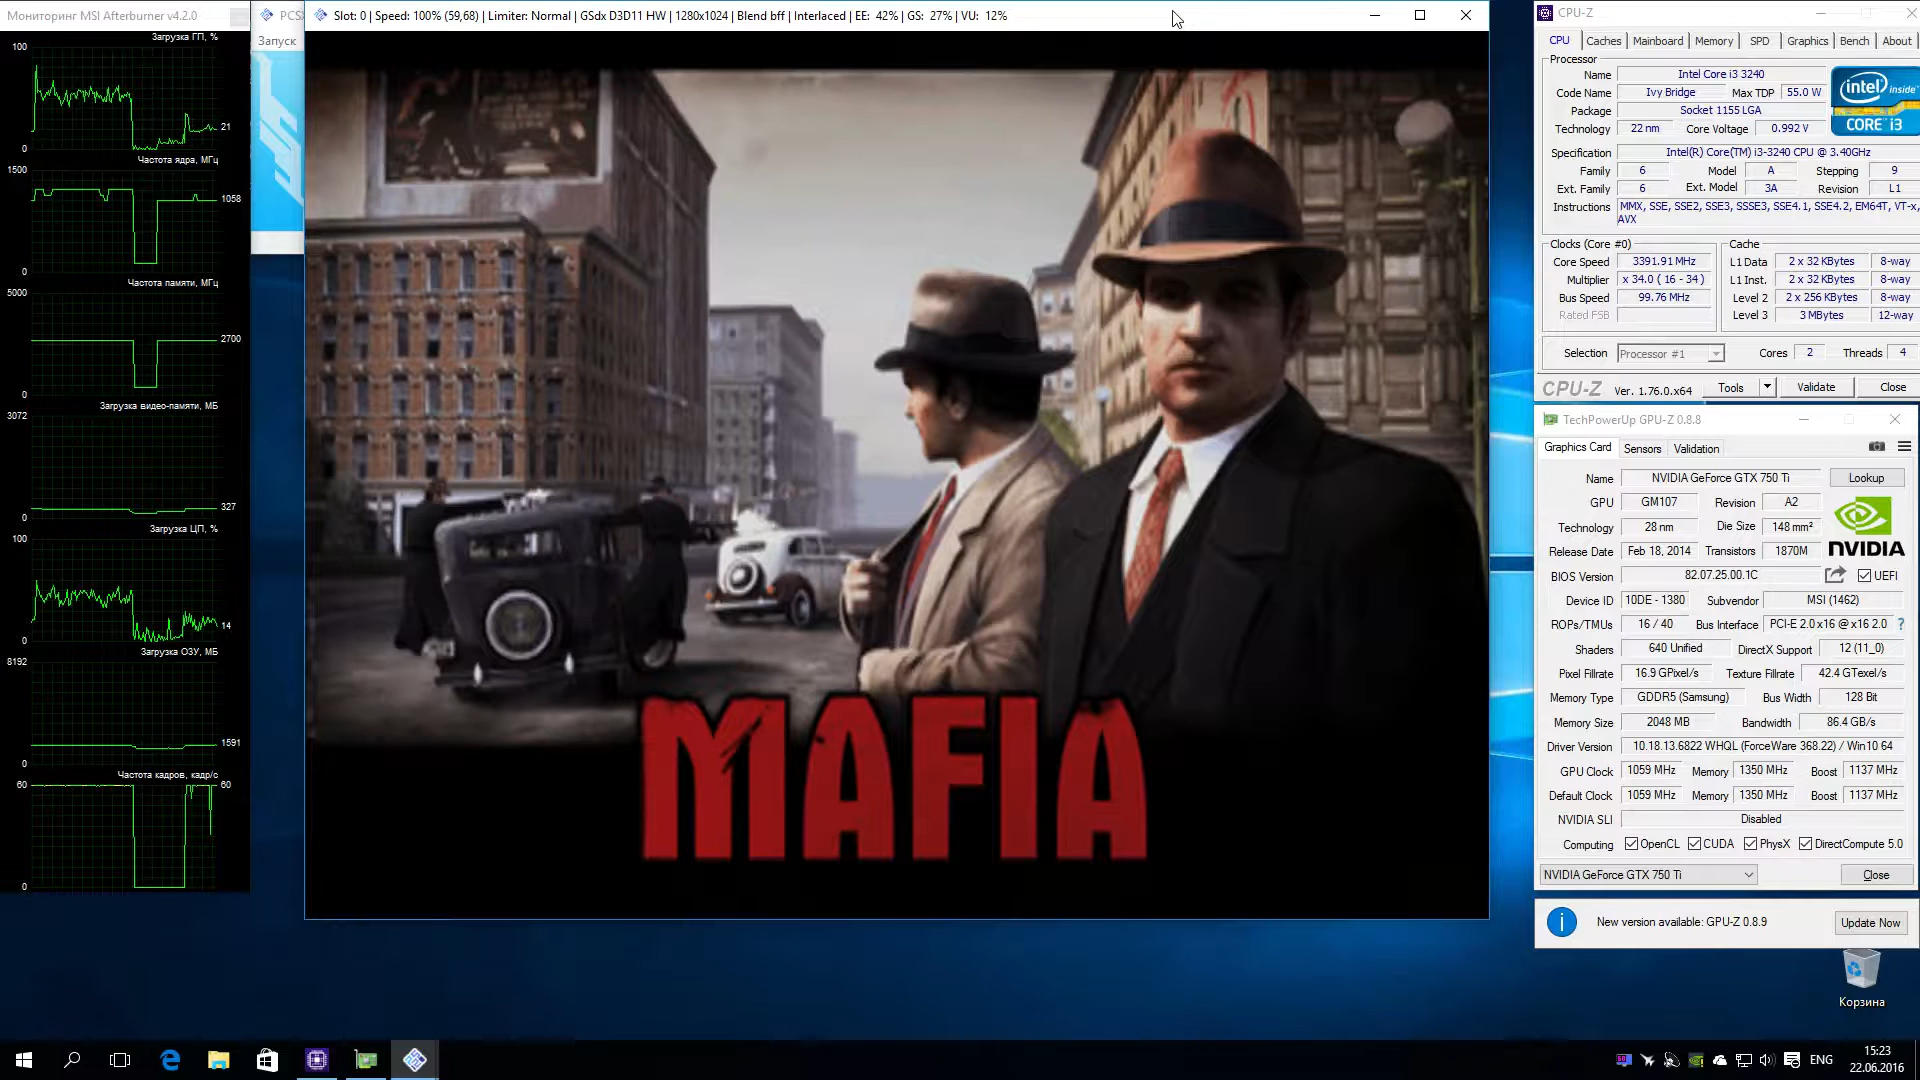 Мониторинг MSI Afterburner v4.2.0
Загрузка ГП, %
100
21
0
Частота ядра, МГц
1500
1058
0
Частота памяти, МГц
5000
2700
0
Загрузка видео-памяти, МБ
3072
327
0
Загрузка ЦП, %
100
14
0
Загрузка ОЗУ, МБ
8192
1591
0
Частота кадров, кадр/с
60
60
0
PCSX
Запуск
Slot: 0 | Speed: 100% (59,68) | Limiter: Normal | GSdx D3D11 HW | 1280x1024 | Blend bff | Interlaced | EE: 42% | GS: 27% | VU: 12%
MAFIA
CPU-Z
CPU Caches Mainboard Memory SPD Graphics Bench About
Processor
Name Intel Core i3 3240
Code Name Ivy Bridge Max TDP 55.0 W
Package Socket 1155 LGA
Technology 22 nm Core Voltage 0.992 V
intel inside
CORE i3
Specification Intel(R) Core(TM) i3-3240 CPU @ 3.40GHz
Family 6 Model A Stepping 9
Ext. Family 6 Ext. Model 3A Revision L1
Instructions MMX, SSE, SSE2, SSE3, SSSE3, SSE4.1, SSE4.2, EM64T, VT-x,
AVX
Clocks (Core #0)
Core Speed 3391.91 MHz
Multiplier x 34.0 ( 16 - 34 )
Bus Speed 99.76 MHz
Rated FSB
Cache
L1 Data 2 x 32 KBytes 8-way
L1 Inst. 2 x 32 KBytes 8-way
Level 2 2 x 256 KBytes 8-way
Level 3 3 MBytes 12-way
Selection Processor #1 Cores 2 Threads 4
CPU-Z Ver. 1.76.0.x64 Tools Validate Close
TechPowerUp GPU-Z 0.8.8
Graphics Card Sensors Validation
Name NVIDIA GeForce GTX 750 Ti Lookup
GPU GM107 Revision A2
Technology 28 nm Die Size 148 mm²
Release Date Feb 18, 2014 Transistors 1870M
NVIDIA
BIOS Version 82.07.25.00.1C UEFI
Device ID 10DE - 1380 Subvendor MSI (1462)
ROPs/TMUs 16 / 40 Bus Interface PCI-E 2.0 x16 @ x16 2.0 ?
Shaders 640 Unified DirectX Support 12 (11_0)
Pixel Fillrate 16.9 GPixel/s Texture Fillrate 42.4 GTexel/s
Memory Type GDDR5 (Samsung) Bus Width 128 Bit
Memory Size 2048 MB Bandwidth 86.4 GB/s
Driver Version 10.18.13.6822 WHQL (ForceWare 368.22) / Win10 64
GPU Clock 1059 MHz Memory 1350 MHz Boost 1137 MHz
Default Clock 1059 MHz Memory 1350 MHz Boost 1137 MHz
NVIDIA SLI Disabled
Computing OpenCL CUDA PhysX DirectCompute 5.0
NVIDIA GeForce GTX 750 Ti Close
New version available: GPU-Z 0.8.9 Update Now
Корзина
ENG
15:23
22.06.2016